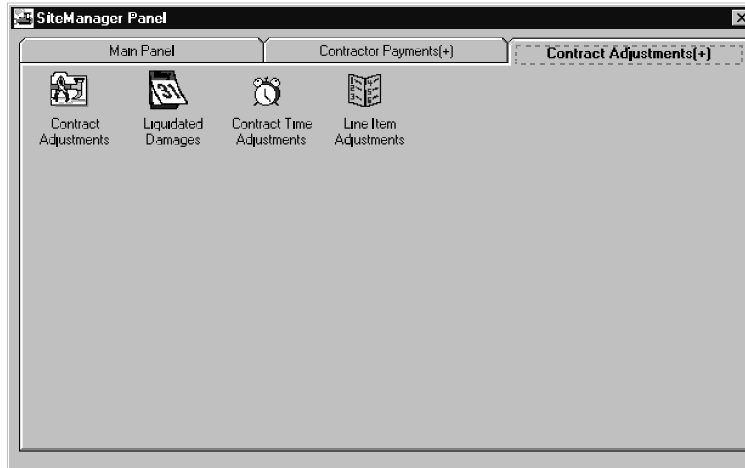 SiteManager Panel
Main Panel
Contractor Payments(+)
Contract Adjustments(+)
31
Contract
Adjustments
Liquidated
Damages
Contract Time
Adjustments
Line Item
Adjustments